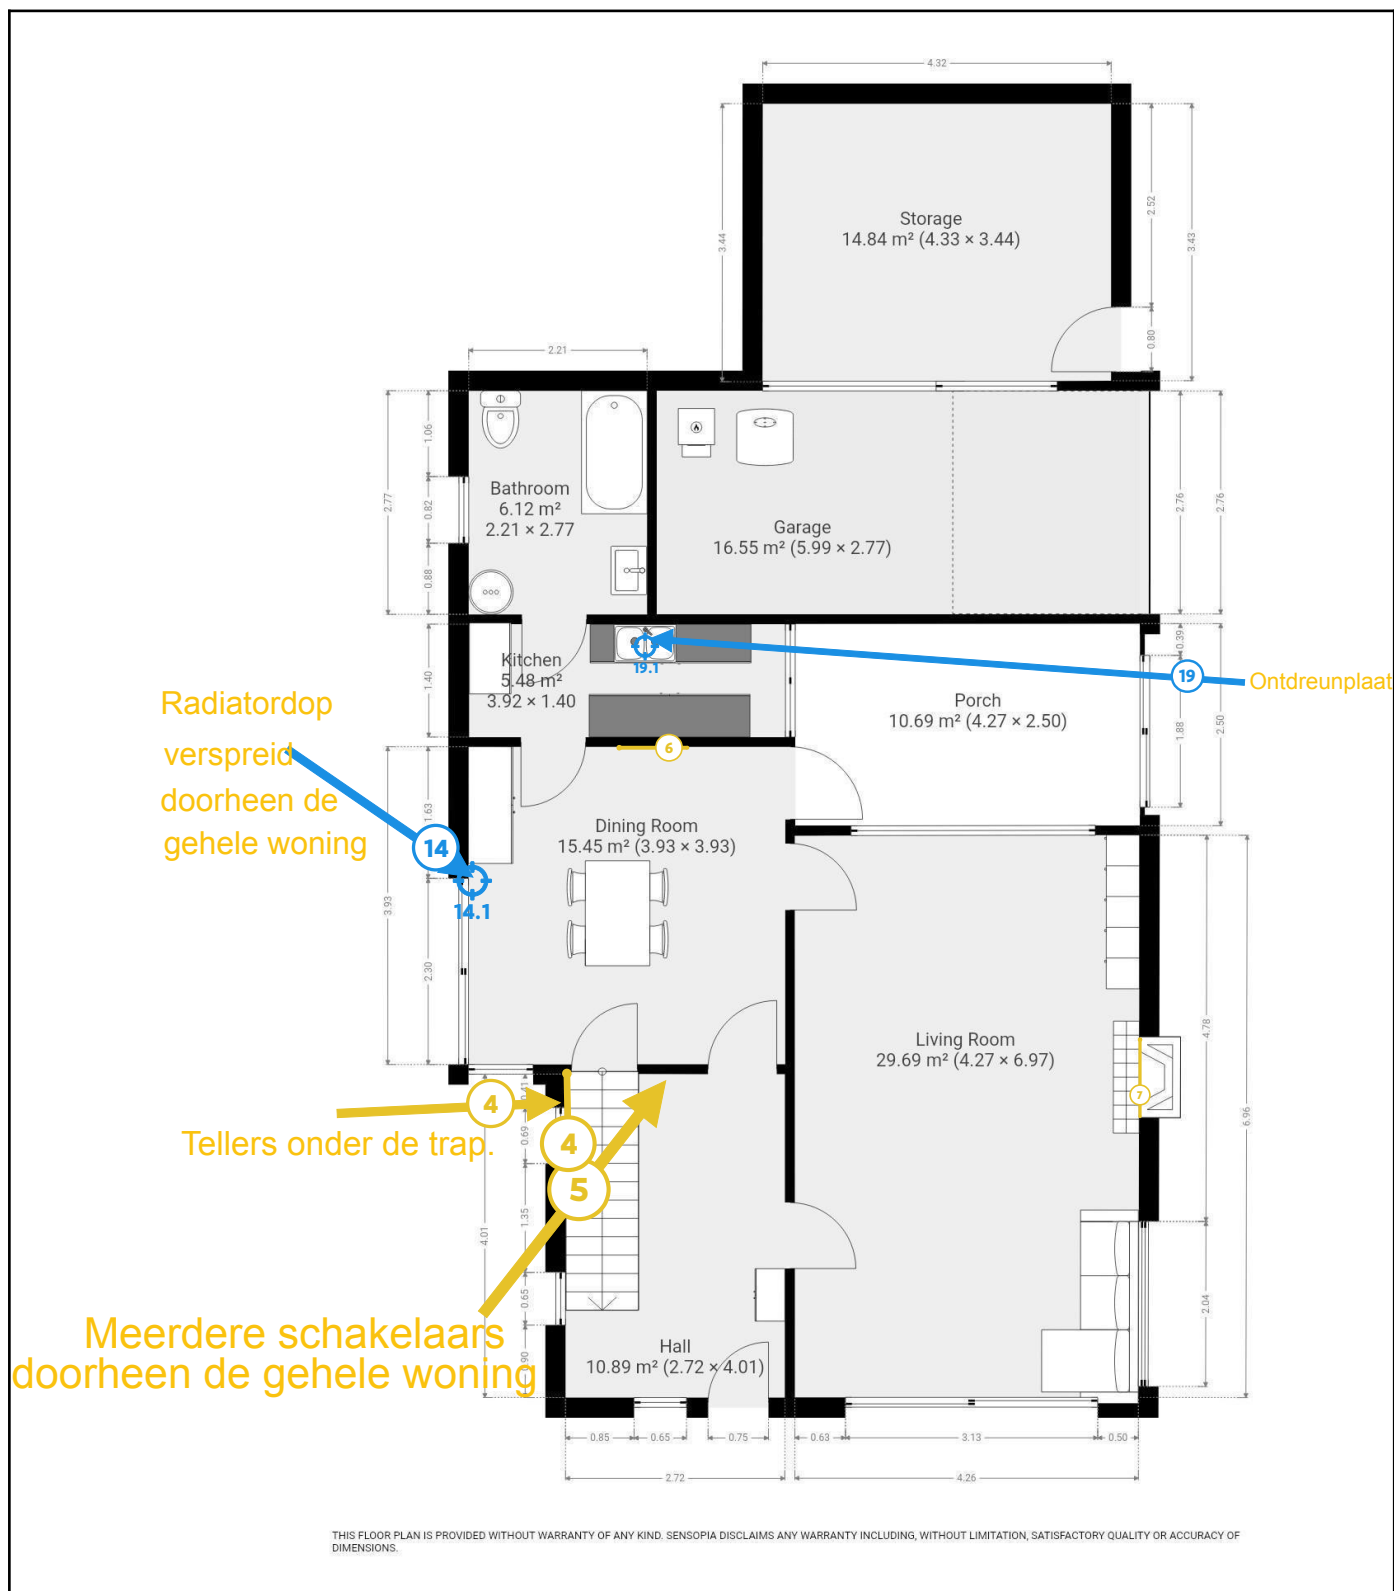 4.32
3.44
2.52
3.43
Storage
14.84 m² (4.33 × 3.44)
0.80
2.21
2.77
1.06
0.82
0.88
Bathroom
6.12 m²
2.21 × 2.77
Garage
16.55 m² (5.99 × 2.77)
2.76
2.76
1.40
Kitchen
5.48 m²
3.92 × 1.40
19.1
0.39
19
Ontdreunplaat
Porch
10.69 m² (4.27 × 2.50)
1.88
2.50
Radiatordop
verspreid
doorheen de
gehele woning
6
1.63
14
14.1
3.93
2.30
Dining Room
15.45 m² (3.93 × 3.93)
Living Room
29.69 m² (4.27 × 6.97)
4.78
7
6.96
2.04
0.41
4
0.69
4
Tellers onder de trap.
5
1.35
4.01
0.65
0.90
Meerdere schakelaars
doorheen de gehele woning
Hall
10.89 m² (2.72 × 4.01)
0.85
0.65
0.75
0.63
3.13
0.50
2.72
4.26
THIS FLOOR PLAN IS PROVIDED WITHOUT WARRANTY OF ANY KIND. SENSOPIA DISCLAIMS ANY WARRANTY INCLUDING, WITHOUT LIMITATION, SATISFACTORY QUALITY OR ACCURACY OF
DIMENSIONS.